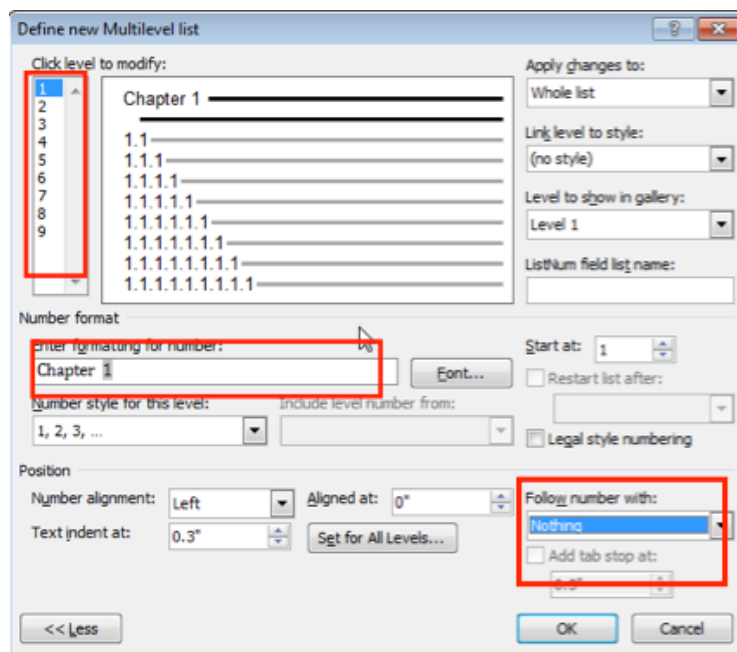 Define new Multilevel list
Click level to modify:
1
2
3
4
5
6
7
8
9
Chapter 1
1.1
1.1.1
1.1.1.1
1.1.1.1.1
1.1.1.1.1.1
1.1.1.1.1.1.1
1.1.1.1.1.1.1.1
1.1.1.1.1.1.1.1.1
Apply changes to:
Whole list
Link level to style:
(no style)
Level to show in gallery:
Level 1
ListNum field list name:
Number format
Enter formatting for number:
Chapter 1
Font...
Number style for this level:
1, 2, 3, ...
Include level number from:
Start at: 1
Restart list after:
Legal style numbering
Position
Number alignment: Left
Aligned at: 0"
Text indent at: 0.3"
Set for All Levels...
Follow number with:
Nothing
Add tab stop at:
<< Less
OK
Cancel